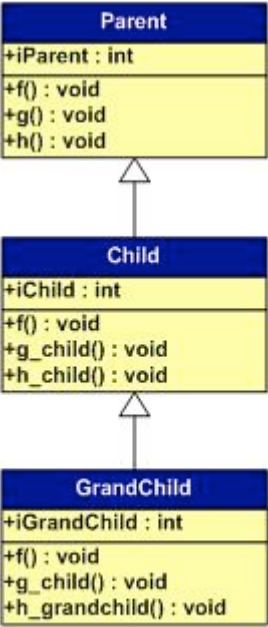 Parent
+iParent : int
+f() : void
+g() : void
+h() : void
Child
+iChild : int
+f() : void
+g_child() : void
+h_child() : void
GrandChild
+iGrandChild : int
+f() : void
+g_child() : void
+h_grandchild() : void